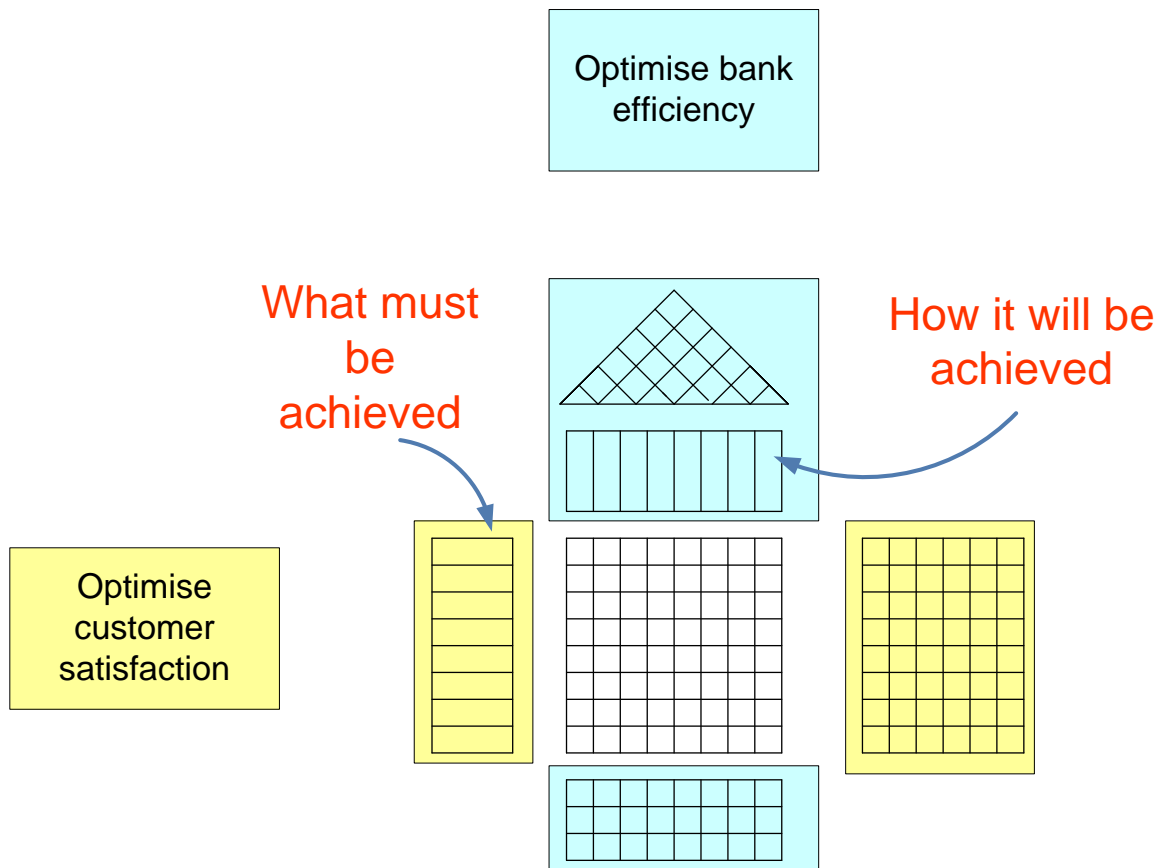 Optimise bank
efficiency
What must
be
achieved
How it will be
achieved
Optimise
customer
satisfaction